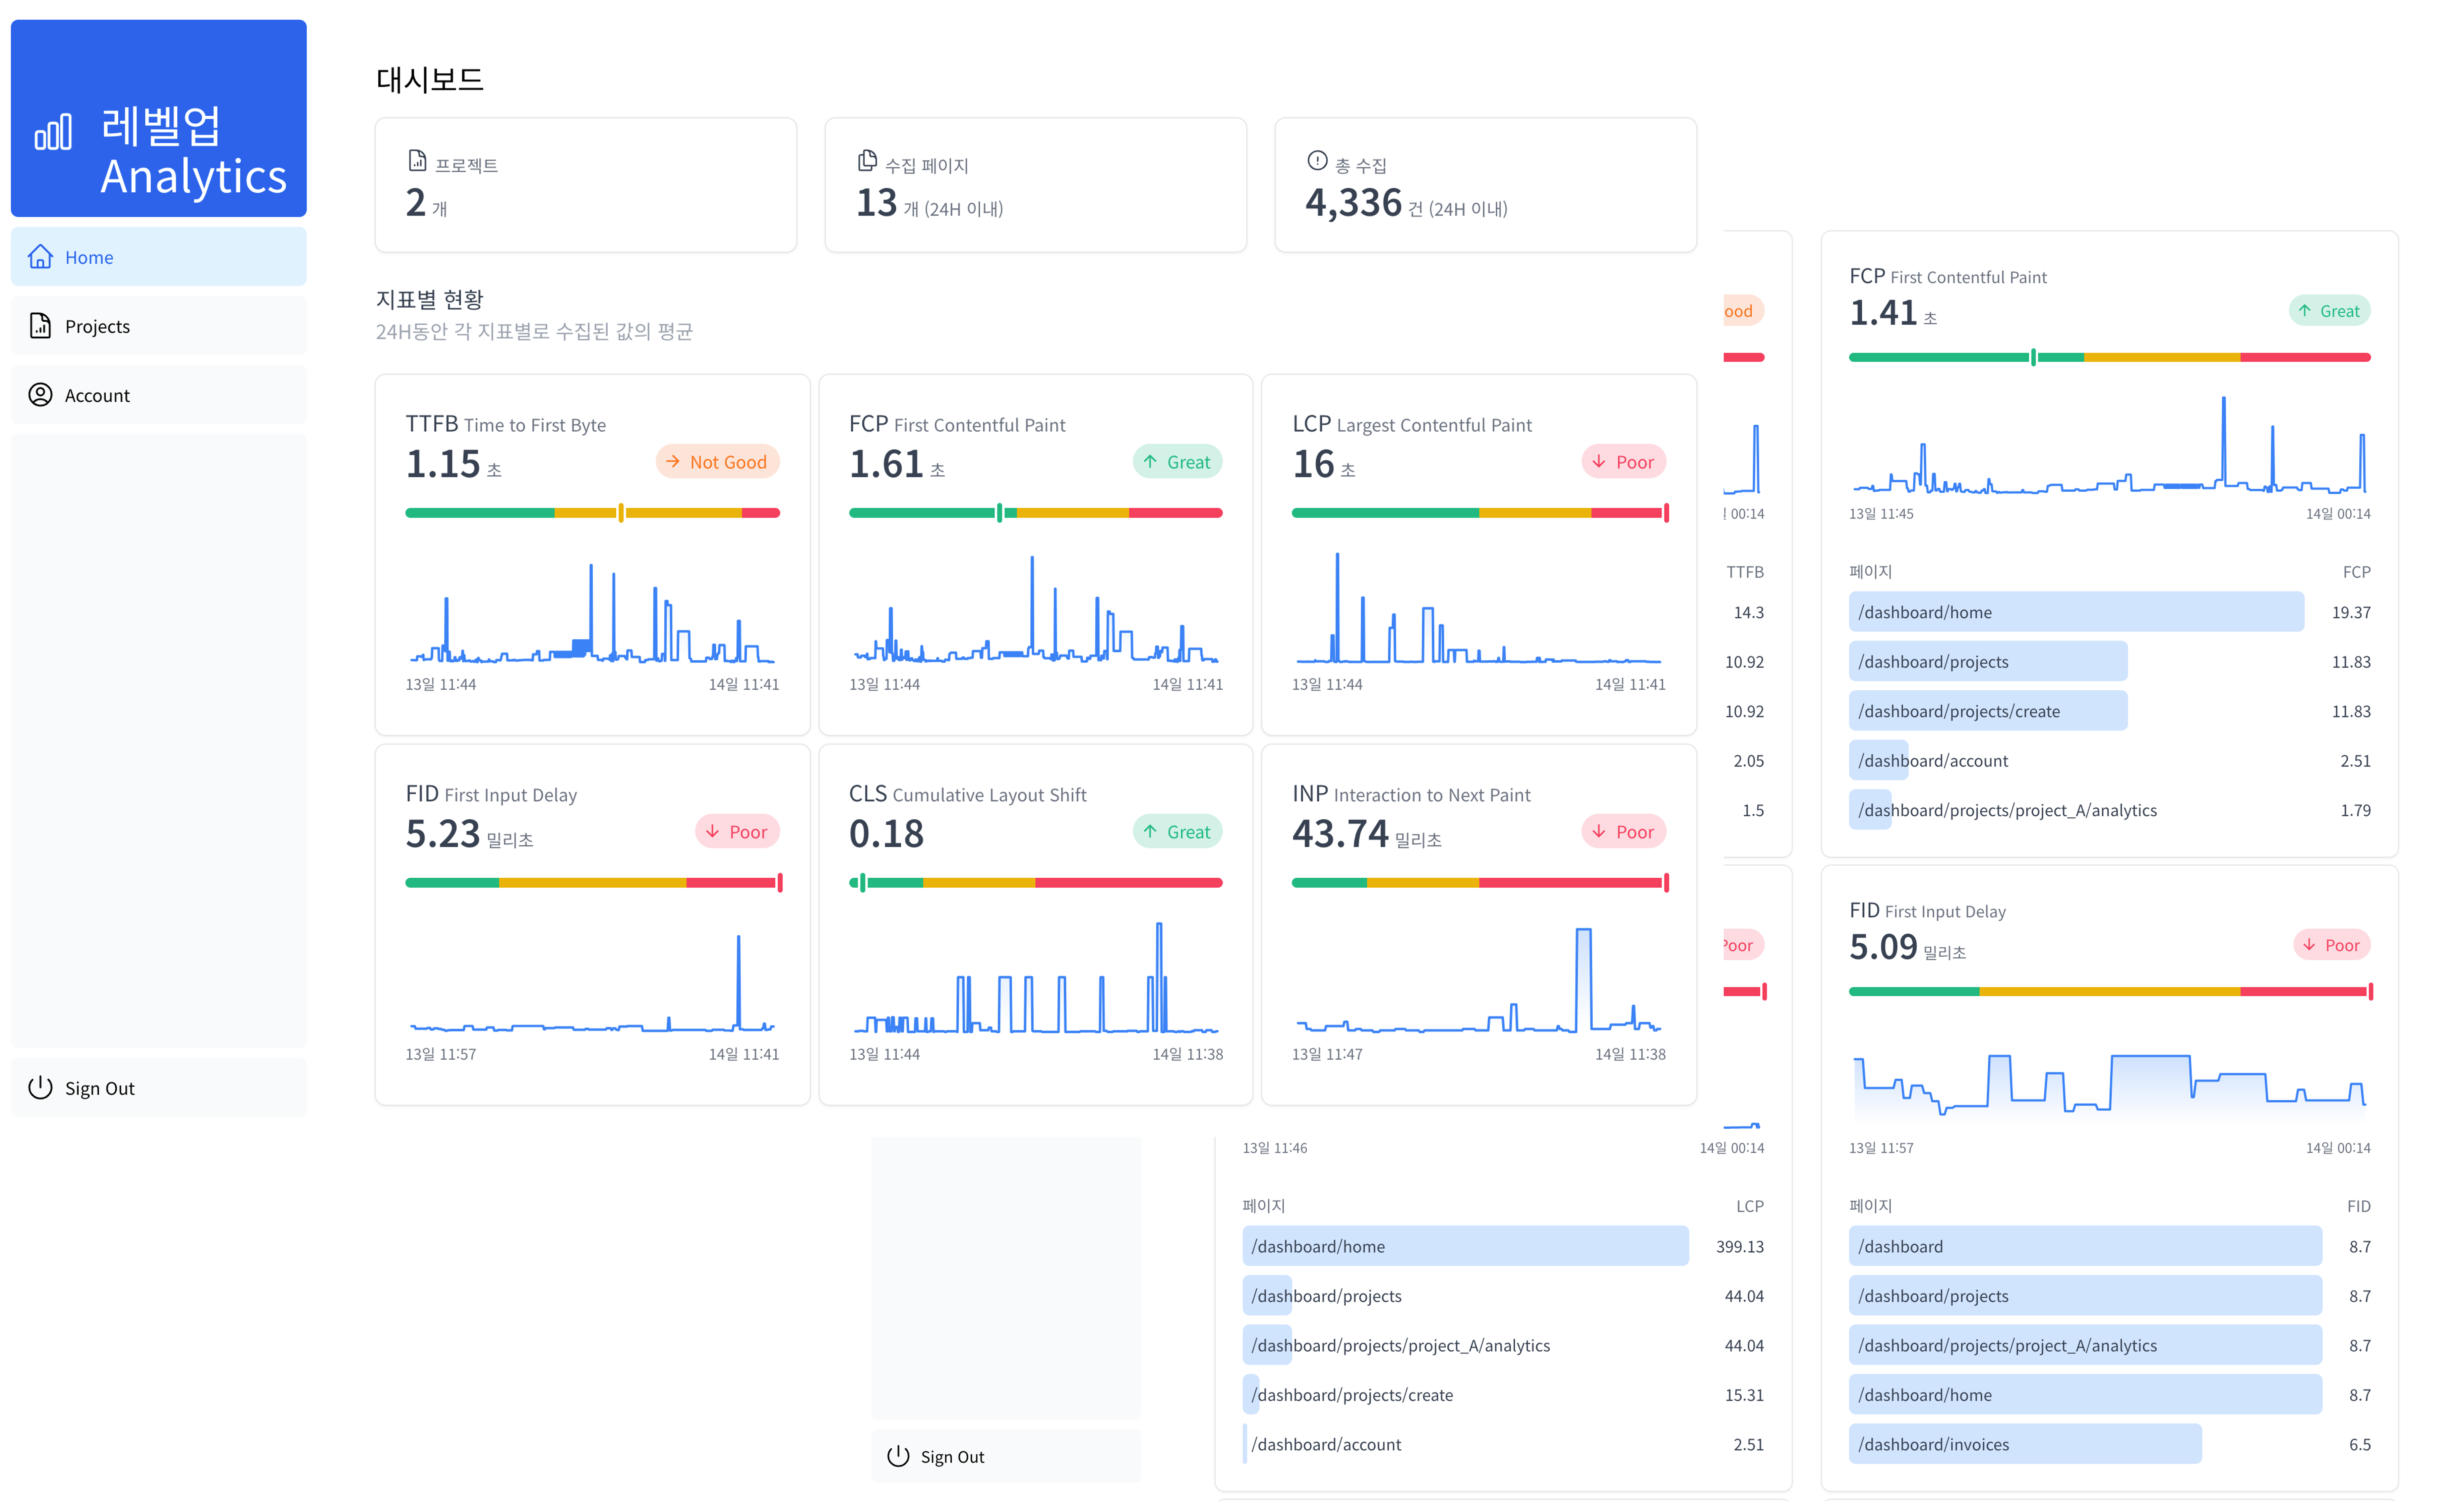 레벨업
Analytics
Home
Projects
Account
Sign Out
대시보드
프로젝트
2 개
수집 페이지
13 개 (24H 이내)
총 수집
4,336 건 (24H 이내)
지표별 현황
24H동안 각 지표별로 수집된 값의 평균
TTFB Time to First Byte
1.15 초
Not Good
13일 11:44
14일 11:41
FCP First Contentful Paint
1.61 초
Great
13일 11:44
14일 11:41
LCP Largest Contentful Paint
16 초
Poor
13일 11:44
14일 11:41
FID First Input Delay
5.23 밀리초
Poor
13일 11:57
14일 11:41
CLS Cumulative Layout Shift
0.18
Great
13일 11:44
14일 11:38
INP Interaction to Next Paint
43.74 밀리초
Poor
13일 11:47
14일 11:38
ood
00:14
TTFB
14.3
10.92
10.92
2.05
1.5
FCP First Contentful Paint
1.41 초
Great
13일 11:45
14일 00:14
페이지 FCP
/dashboard/home 19.37
/dashboard/projects 11.83
/dashboard/projects/create 11.83
/dashboard/account 2.51
/dashboard/projects/project_A/analytics 1.79
Poor
13일 11:46
14일 00:14
페이지 LCP
/dashboard/home 399.13
/dashboard/projects 44.04
/dashboard/projects/project_A/analytics 44.04
/dashboard/projects/create 15.31
/dashboard/account 2.51
FID First Input Delay
5.09 밀리초
Poor
13일 11:57
14일 00:14
페이지 FID
/dashboard 8.7
/dashboard/projects 8.7
/dashboard/projects/project_A/analytics 8.7
/dashboard/home 8.7
/dashboard/invoices 6.5
Sign Out